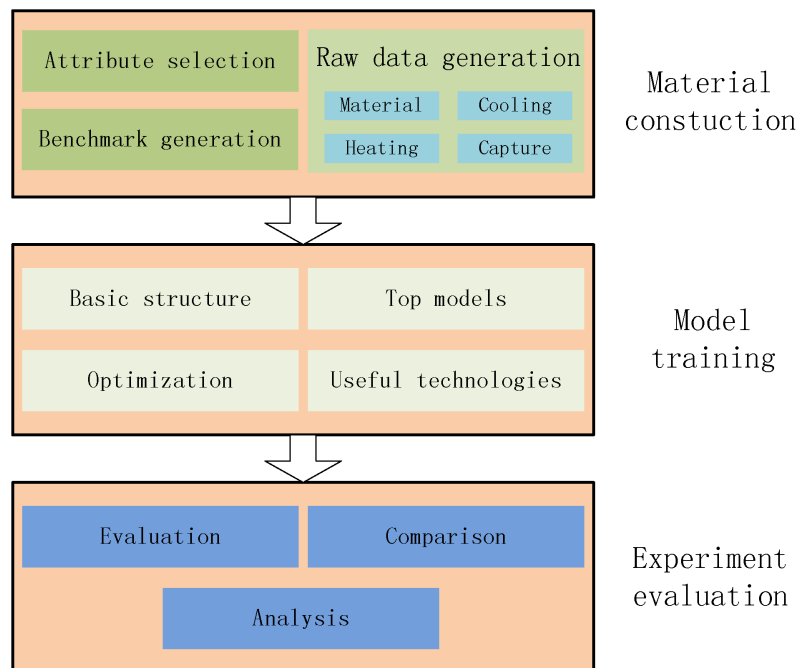 Attribute selection
Benchmark generation
Raw data generation
Material
Cooling
Heating
Capture
Material
constuction
Basic structure
Top models
Optimization
Useful technologies
Model
training
Evaluation
Comparison
Analysis
Experiment
evaluation